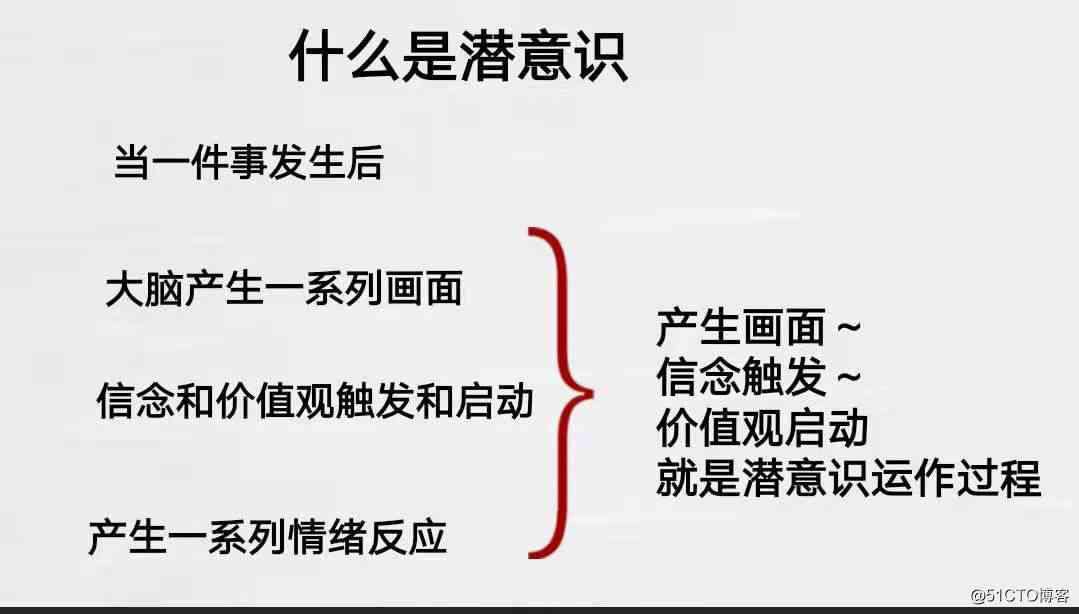 什么是潜意识
当一件事发生后
大脑产生一系列画面
信念和价值观触发和启动
产生一系列情绪反应
产生画面~
信念触发~
价值观启动
就是潜意识运作过程
@51CTO博客